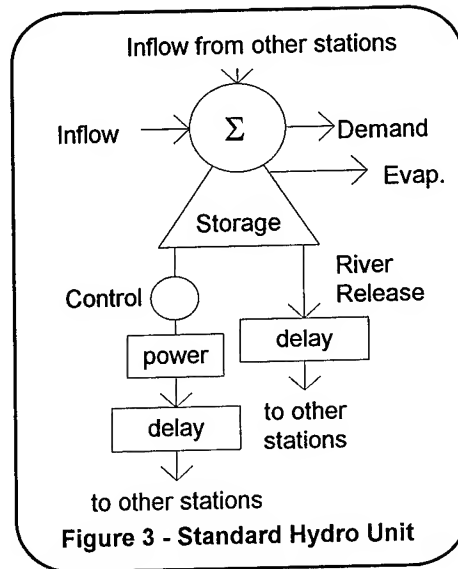 Inflow from other stations
Inflow
Σ
Demand
Evap.
Storage
River
Release
Control
power
delay
delay
to other
stations
to other stations
Figure 3 - Standard Hydro Unit